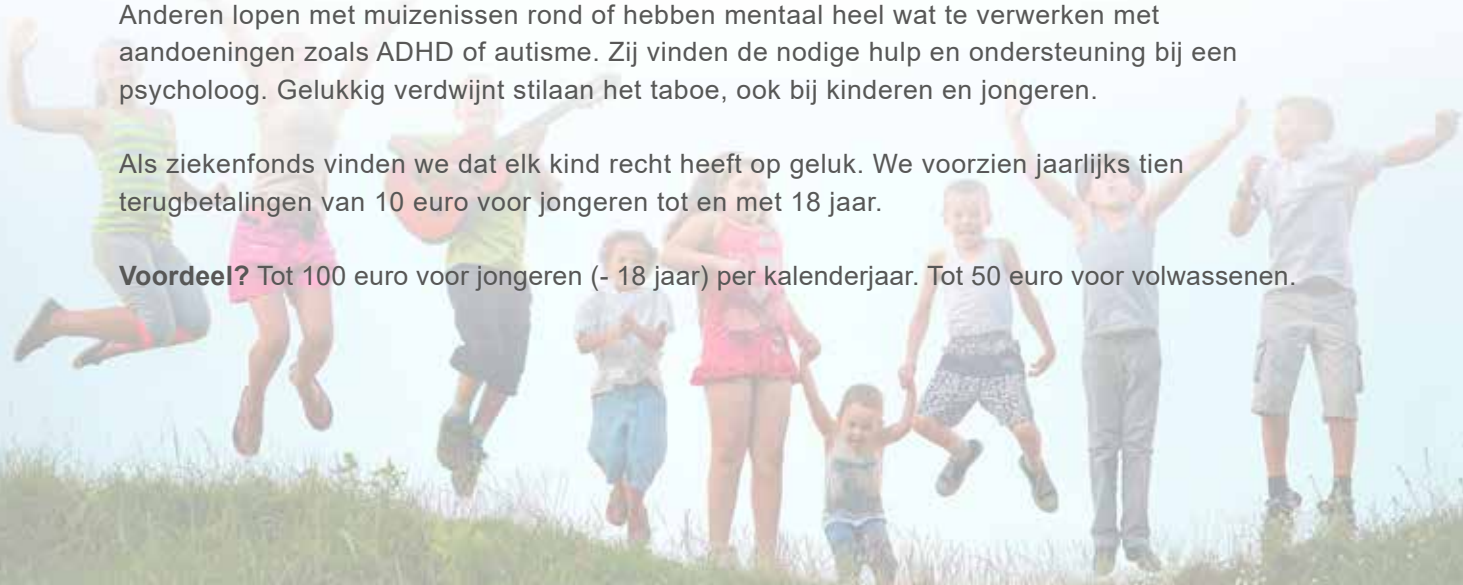 Anderen lopen met muizenissen rond of hebben mentaal heel wat te verwerken met
aandoeningen zoals ADHD of autisme. Zij vinden de nodige hulp en ondersteuning bij een
psycholoog. Gelukkig verdwijnt stilaan het taboe, ook bij kinderen en jongeren.
Als ziekenfonds vinden we dat elk kind recht heeft op geluk. We voorzien jaarlijks tien
terugbetalingen van 10 euro voor jongeren tot en met 18 jaar.
Voordeel? Tot 100 euro voor jongeren (- 18 jaar) per kalenderjaar. Tot 50 euro voor volwassenen.